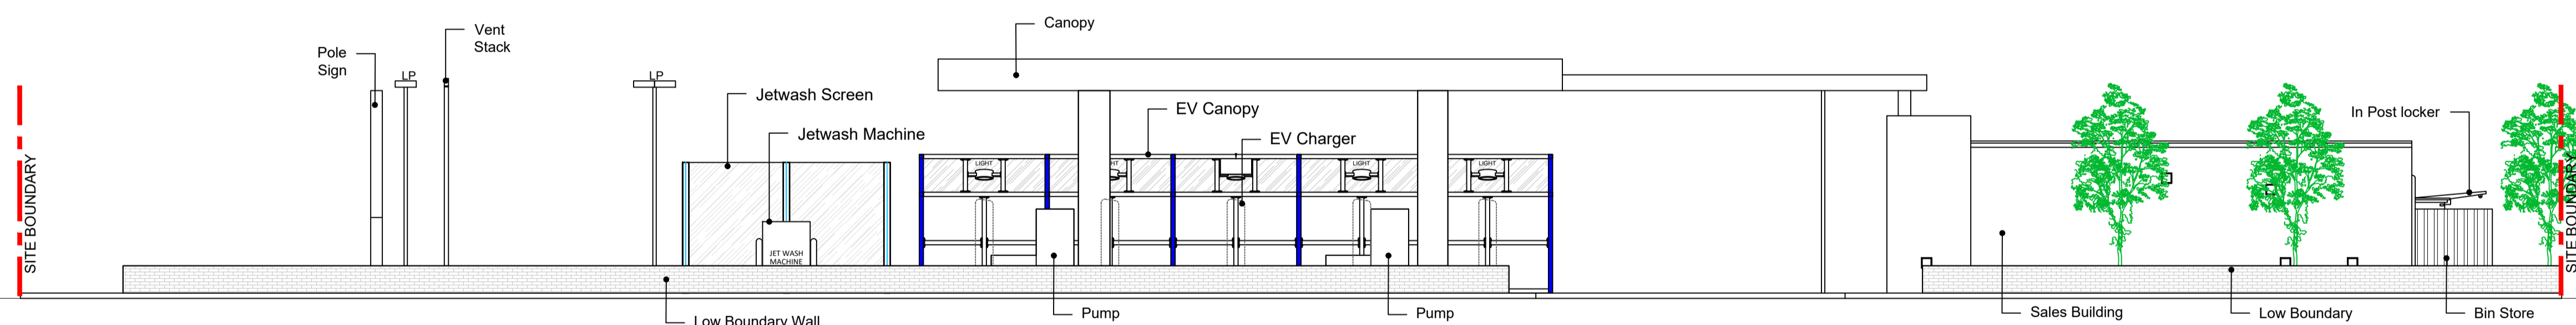 Canopy
Vent
Stack
Pole
Sign
LP
LP
Jetwash Screen
EV Canopy
In Post locker
Jetwash Machine
EV Charger
LIGHT
HT
LIGHT
LIGHT
SITE BOUNDARY
SITE BOUNDARY
JET WASH
MACHINE
Low Boundary Wall
Pump
Pump
Sales Building
Low Boundary
Bin Store